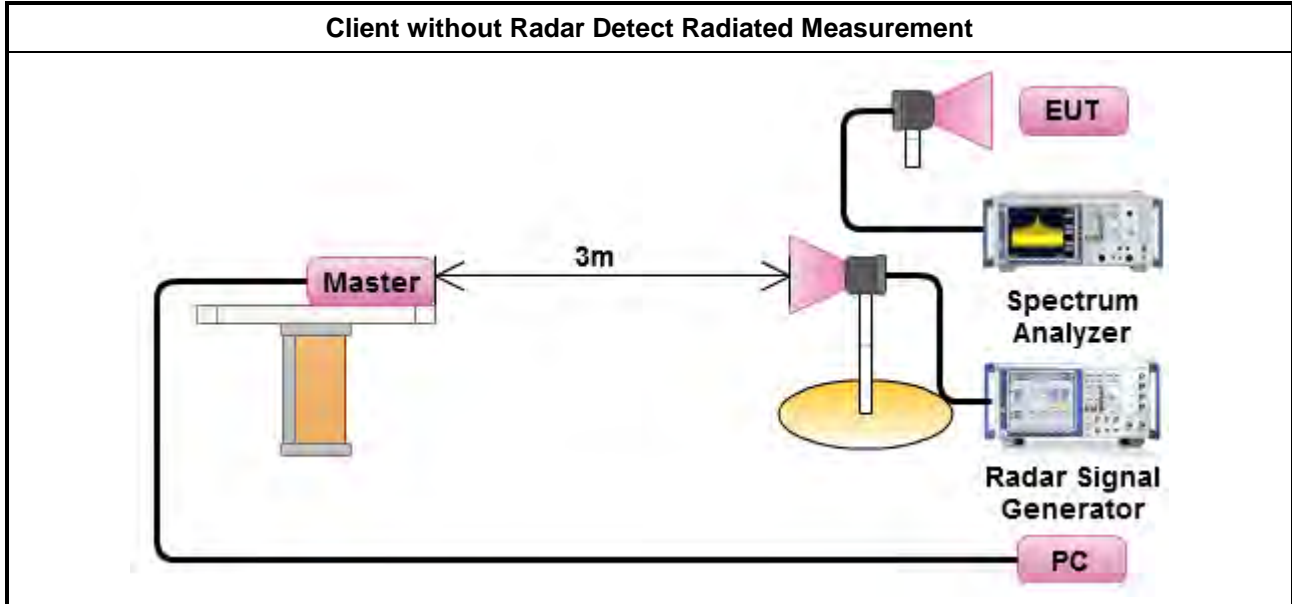 Client without Radar Detect Radiated Measurement
EUT
3m
Master
Spectrum
Analyzer
Radar Signal
Generator
PC